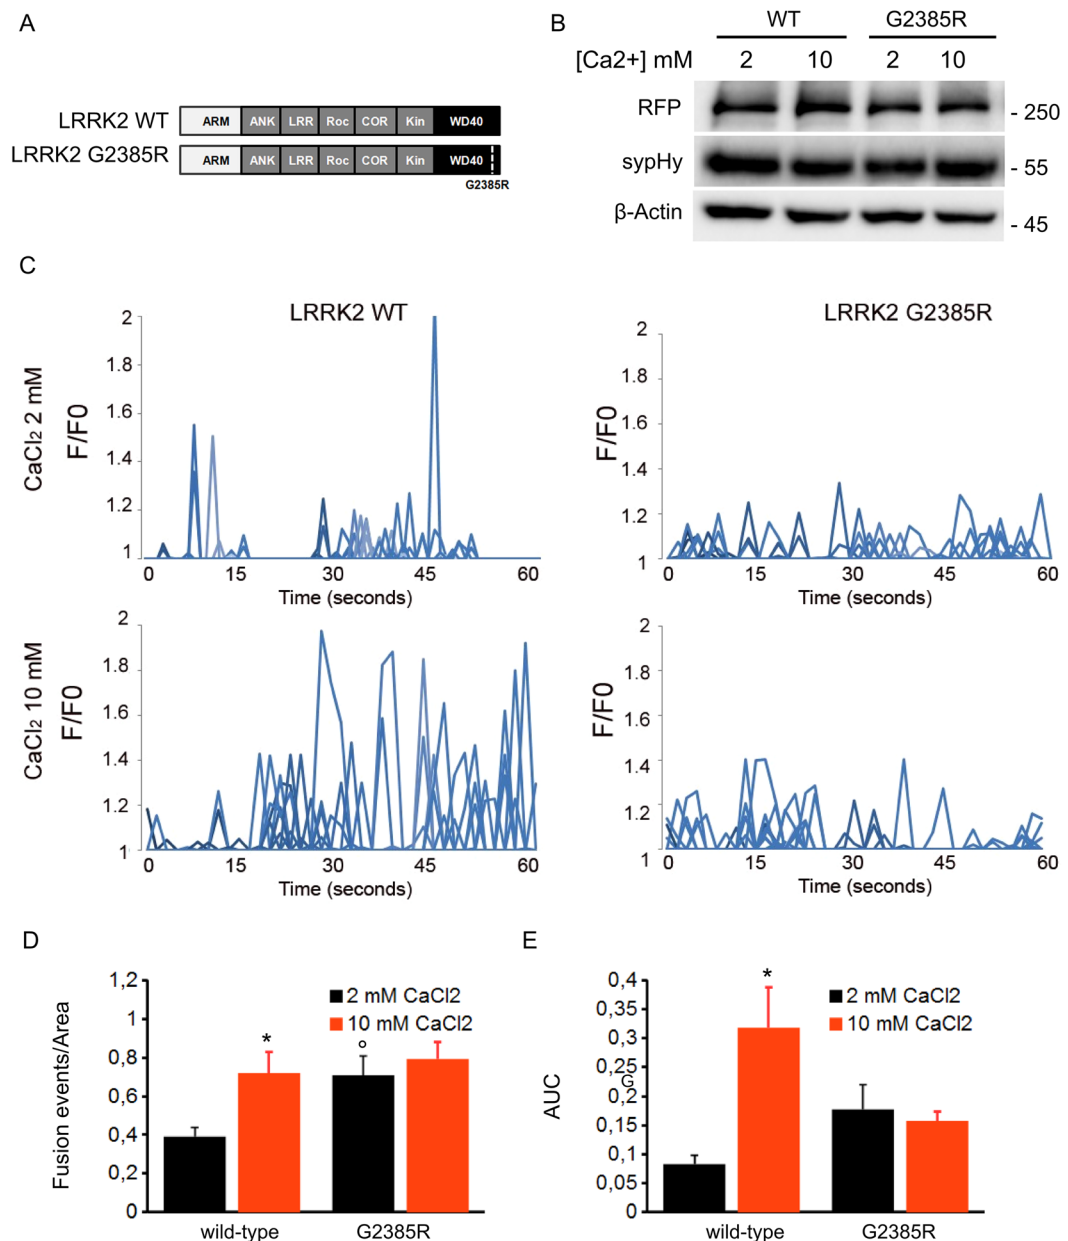 A
LRRK2 WT
ARM ANK LRR Roc COR Kin WD40
LRRK2 G2385R
ARM ANK LRR Roc COR Kin WD40
G2385R
B
WT G2385R
[Ca2+] mM 2 10 2 10
RFP - 250
sypHy - 55
β-Actin - 45
C
LRRK2 WT
LRRK2 G2385R
CaCl2 2 mM
F/F0
2
1.8
1.6
1.4
1.2
1
0 15 30 45 60
Time (seconds)
F/F0
2
1.8
1.6
1.4
1.2
1
0 15 30 45 60
Time (seconds)
CaCl2 10 mM
F/F0
2
1.8
1.6
1.4
1.2
1
0 15 30 45 60
Time (seconds)
F/F0
2
1.8
1.6
1.4
1.2
1
0 15 30 45 60
Time (seconds)
D
Fusion events/Area
1,2
1
0,8
0,6
0,4
0,2
0
2 mM CaCl2
10 mM CaCl2
*
°
wild-type G2385R
E
AUC
0,4
0,35
0,3
0,25
G
0,2
0,15
0,1
0,05
0
2 mM CaCl2
10 mM CaCl2
*
wild-type G2385R